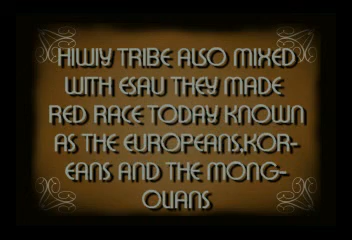 HIWIY TRIBE ALSO MIXED
WITH ESAU THEY MADE
RED RACE TODAY KNOWN
AS THE EUROPEANS,KOR-
EANS AND THE MONG-
OLIANS